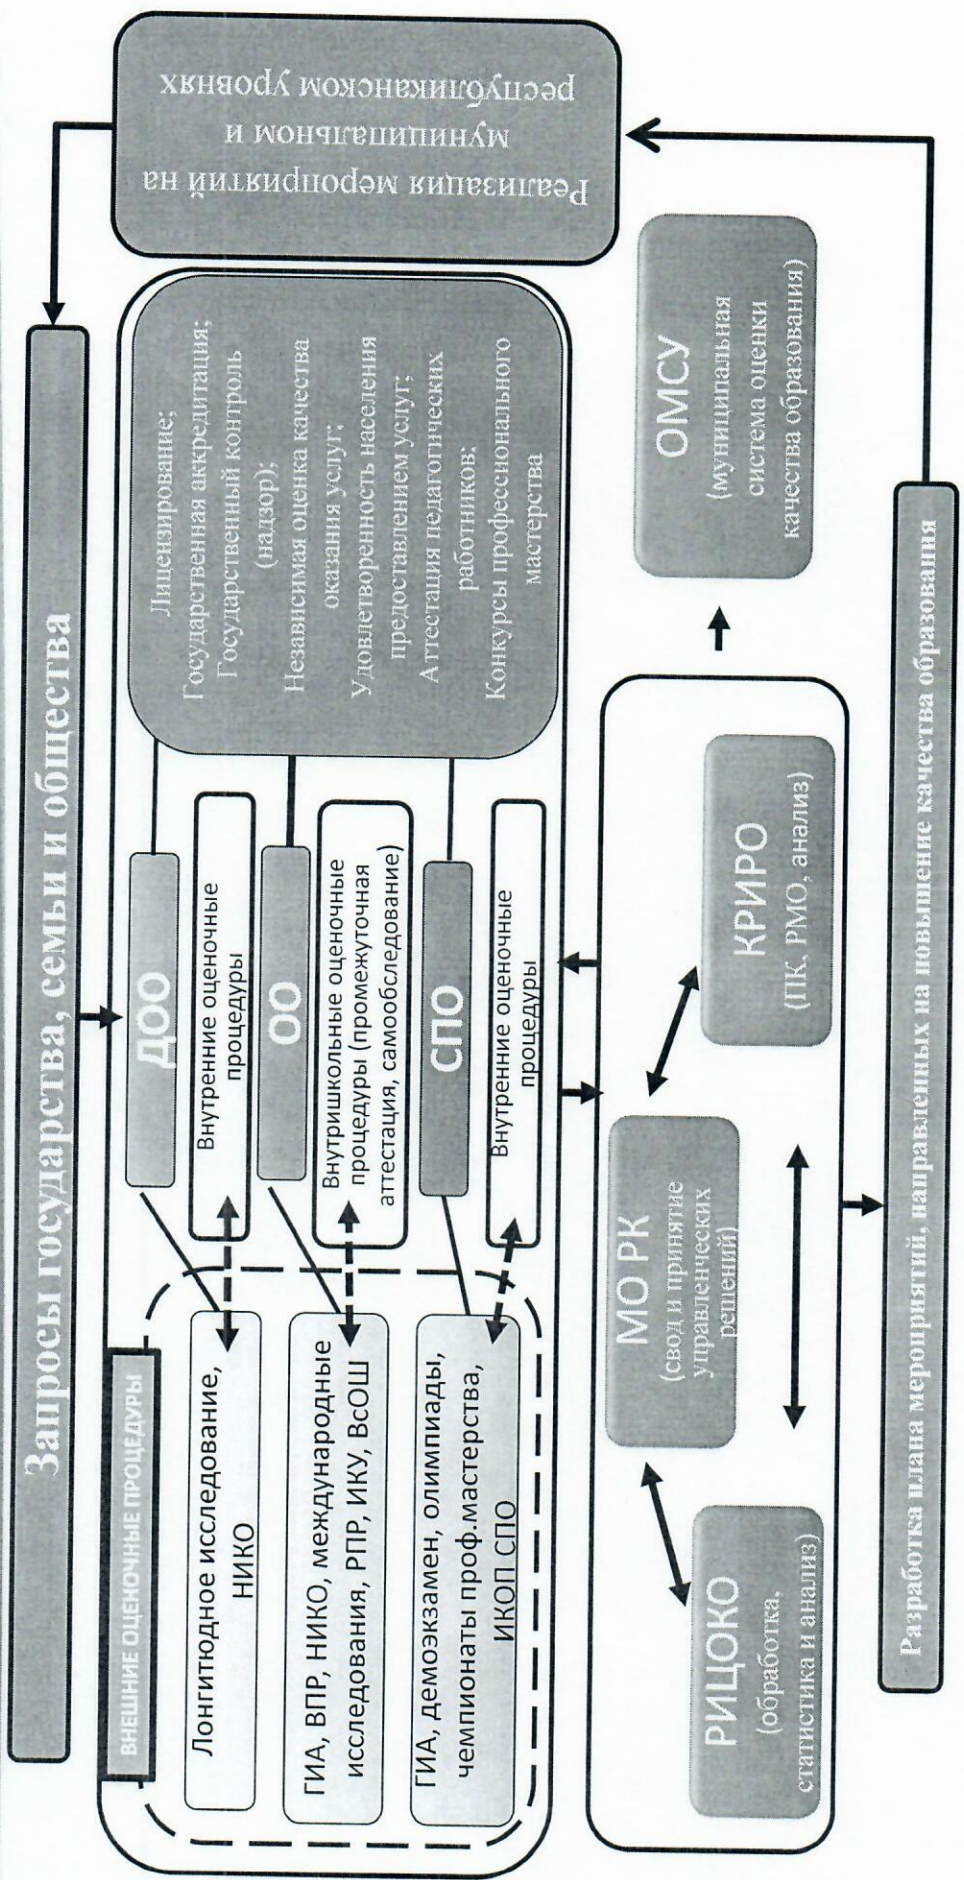 Запросы государства, семьи и общества
ВНЕШНИЕ ОЦЕНОЧНЫЕ ПРОЦЕДУРЫ
Лонгитюдное исследование,
НИКО
ГИА, ВПР, НИКО, международные
исследования, РПР, ИКУ, ВсОШ
ГИА, демоэкзамен, олимпиады,
чемпионаты проф.мастерства,
ИКОП СПО
ДОО
Внутренние оценочные
процедуры
ОО
Внутришкольные оценочные
процедуры (промежуточная
аттестация, самообследование)
СПО
Внутренние оценочные
процедуры
Лицензирование;
Государственная аккредитация;
Государственный контроль
(надзор);
Независимая оценка качества
оказания услуг;
Удовлетворенность населения
предоставлением услуг;
Аттестация педагогических
работников:
Конкурсы профессионального
мастерства
Реализация мероприятий на
муниципальном и
республиканском уровнях
РИЦОКО
(обработка,
статистика и анализ)
МО РК
(свод и принятие
управленческих
решений)
КРИРО
(ПК, РМО, анализ)
ОМСУ
(муниципальная
система оценки
качества образования)
Разработка плана мероприятий, направленных на повышение качества образования